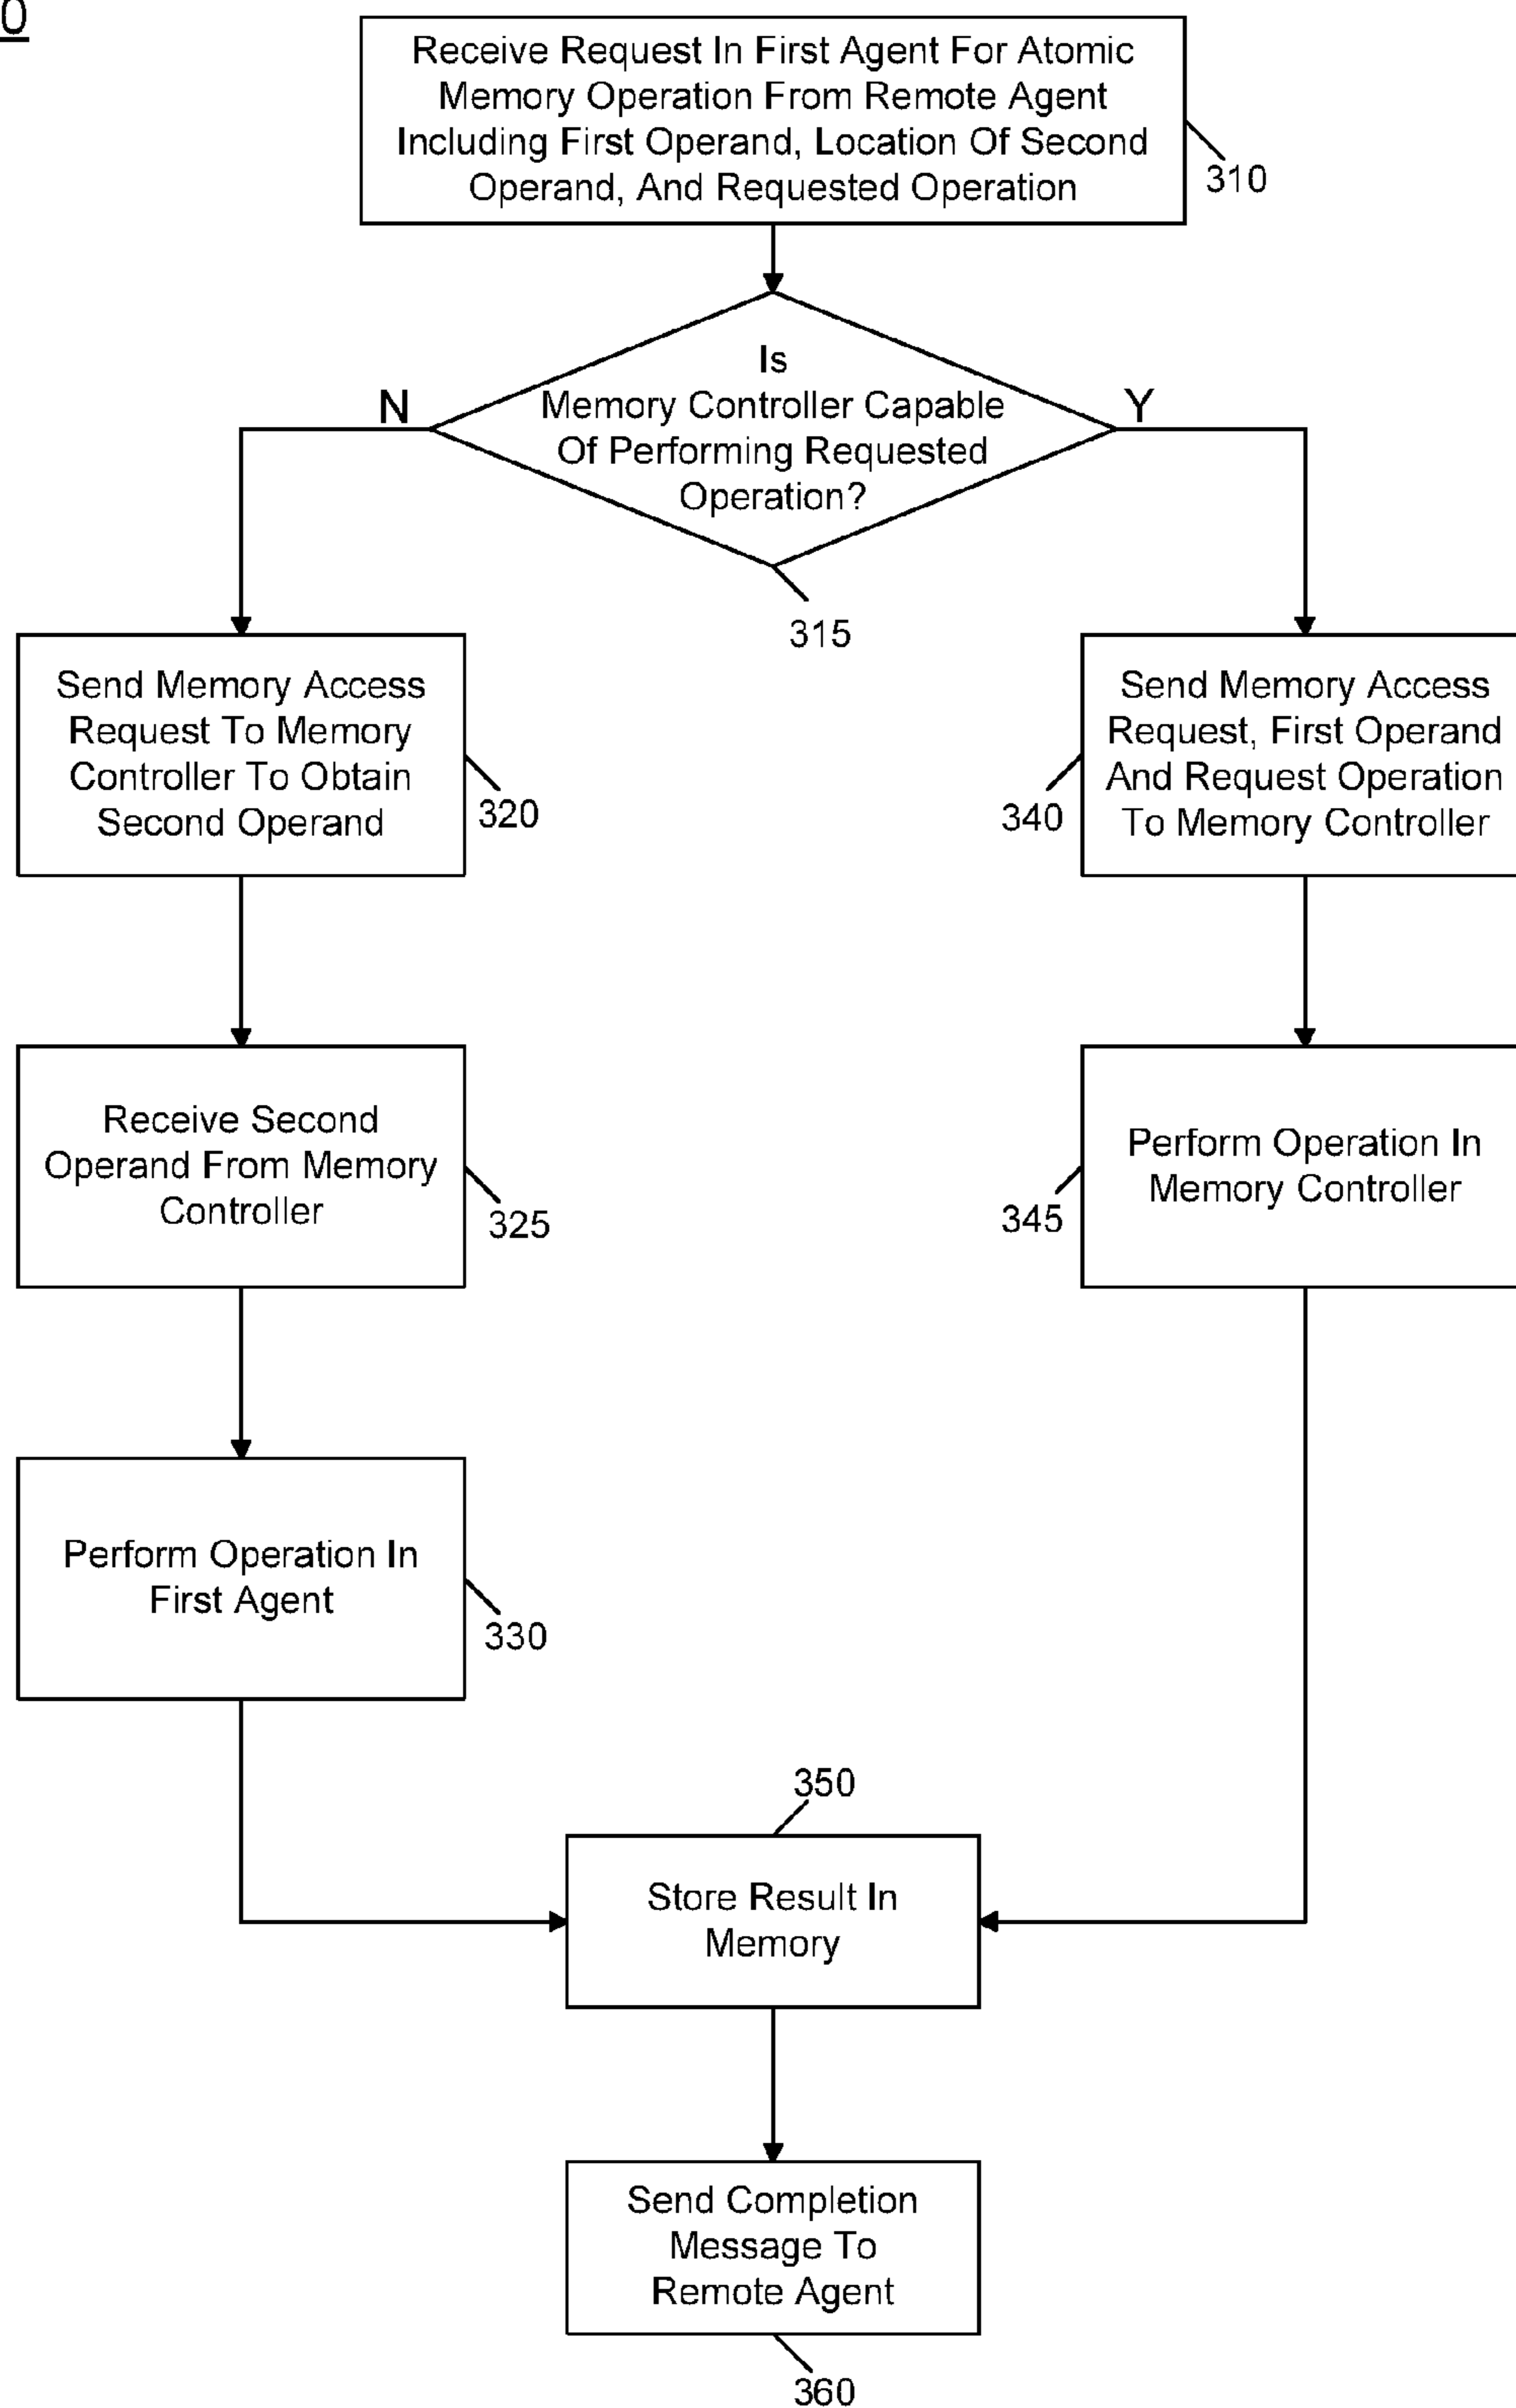 0
Receive Request In First Agent For Atomic
Memory Operation From Remote Agent
Including First Operand, Location Of Second
Operand, And Requested Operation
310
Is
Memory Controller Capable
Of Performing Requested
Operation?
N
Y
315
Send Memory Access
Request To Memory
Controller To Obtain
Second Operand
320
Send Memory Access
Request, First Operand
And Request Operation
To Memory Controller
340
Receive Second
Operand From Memory
Controller
325
Perform Operation In
Memory Controller
345
Perform Operation In
First Agent
330
350
Store Result In
Memory
Send Completion
Message To
Remote Agent
360